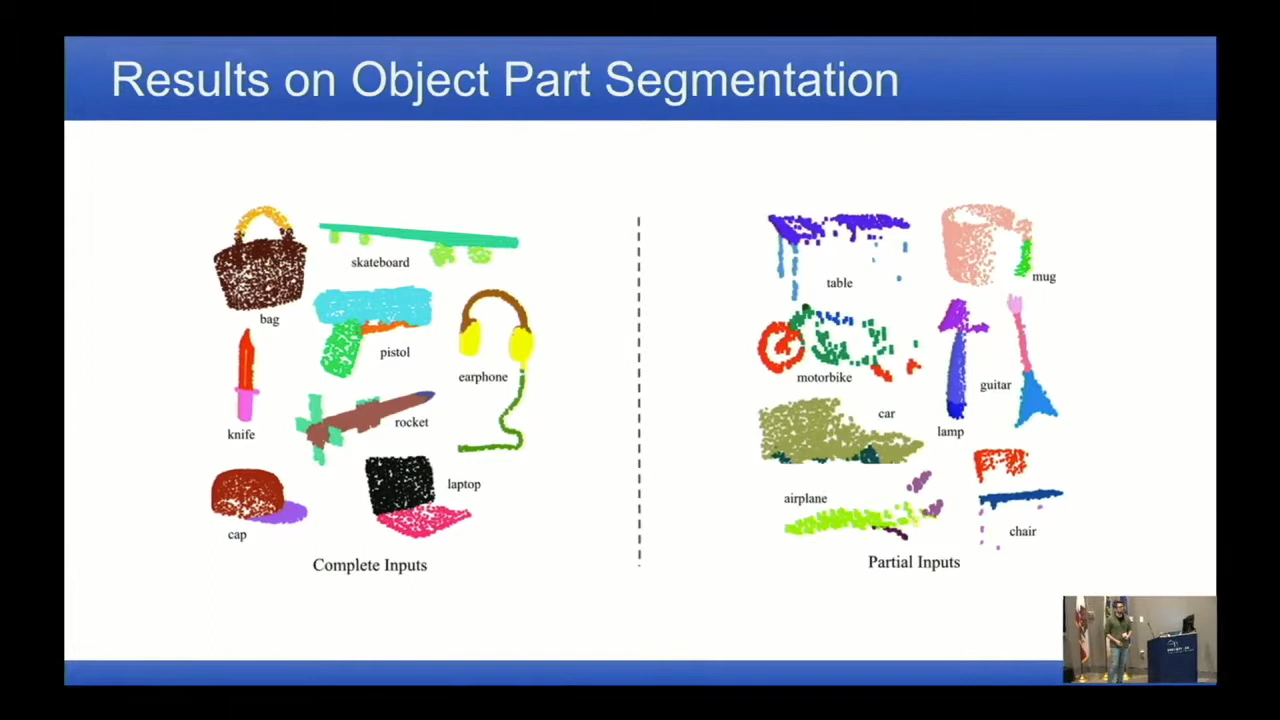 Results on Object Part Segmentation
skateboard
bag
pistol
earphone
knife
rocket
laptop
cap
Complete Inputs
table
mug
motorbike
guitar
car
lamp
airplane
chair
Partial Inputs